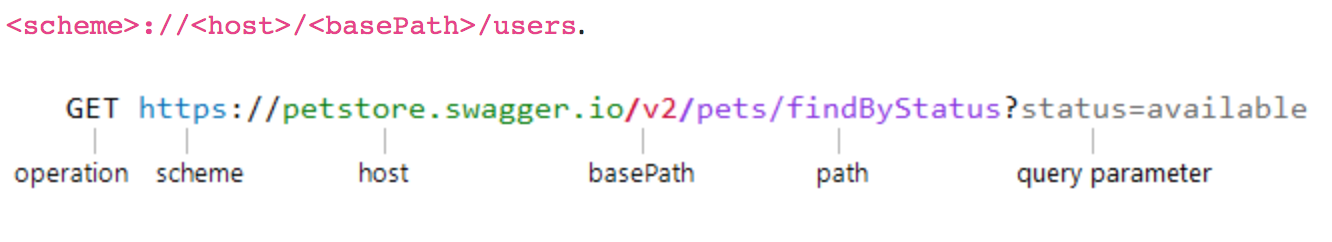 <scheme>://<host>/<basePath>/users.
GET https://petstore.swagger.io/v2/pets/findByStatus?status=available
operation scheme host basePath path query parameter